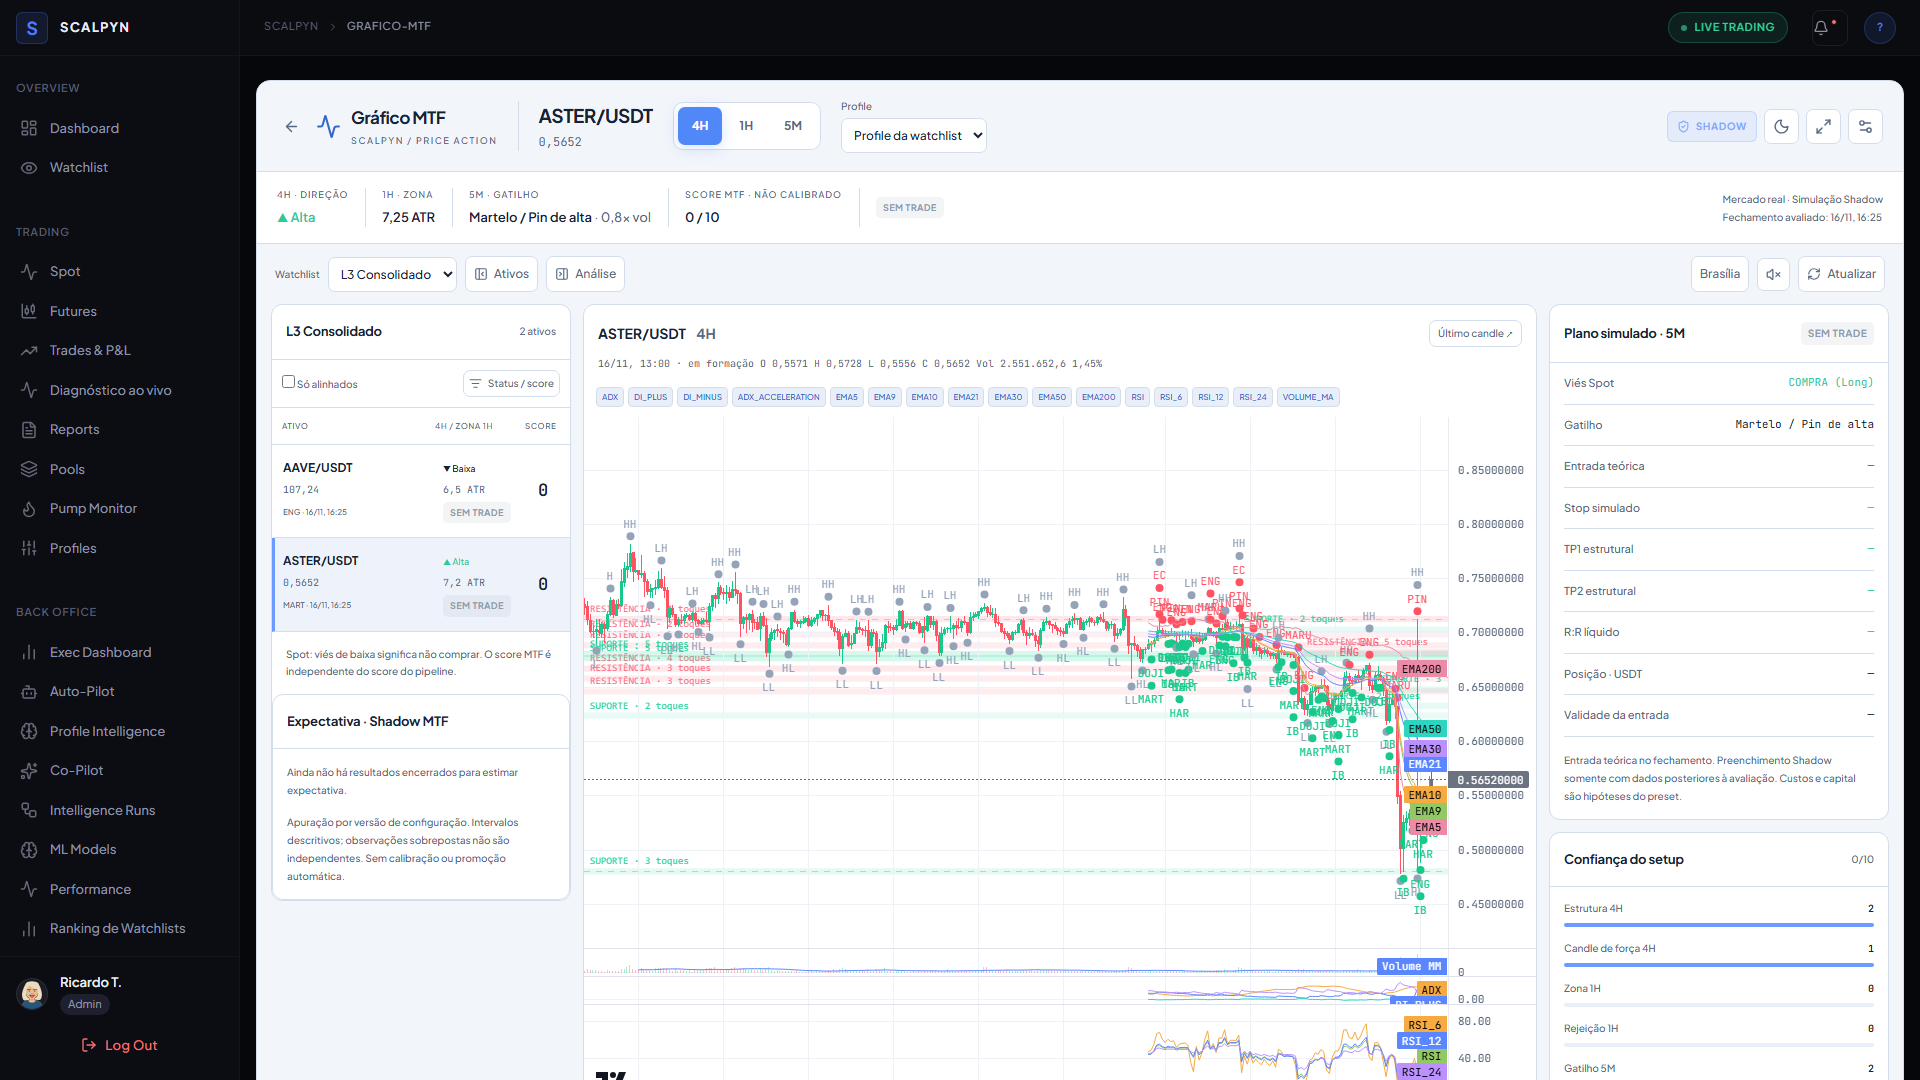 S SCALPYN
SCALPYN > GRAFICO-MTF
LIVE TRADING
?
OVERVIEW
Dashboard
Watchlist
TRADING
Spot
Futures
Trades & P&L
Diagnóstico ao vivo
Reports
Pools
Pump Monitor
Profiles
BACK OFFICE
Exec Dashboard
Auto-Pilot
Profile Intelligence
Co-Pilot
Intelligence Runs
ML Models
Performance
Ranking de Watchlists
Ricardo T.
Admin
Log Out
Gráfico MTF
SCALPYN / PRICE ACTION
ASTER/USDT
0,5652
4H 1H 5M
Profile
Profile da watchlist
SHADOW
4H · DIREÇÃO
▲ Alta
1H · ZONA
7,25 ATR
5M · GATILHO
Martelo / Pin de alta · 0,8× vol
SCORE MTF · NÃO CALIBRADO
0 / 10
SEM TRADE
Mercado real · Simulação Shadow
Fechamento avaliado: 16/11, 16:25
Watchlist L3 Consolidado Ativos Análise
Brasília Atualizar
L3 Consolidado 2 ativos
Só alinhados Status / score
ATIVO 4H / ZONA 1H SCORE
AAVE/USDT ▼ Baixa
107,24 6,5 ATR 0
ENG · 16/11, 16:25 SEM TRADE
ASTER/USDT ▲ Alta
0,5652 7,2 ATR 0
MART · 16/11, 16:25 SEM TRADE
Spot: viés de baixa significa não comprar. O score MTF é
independente do score do pipeline.
Expectativa · Shadow MTF
Ainda não há resultados encerrados para estimar
expectativa.
Apuração por versão de configuração. Intervalos
descritivos; observações sobrepostas não são
independentes. Sem calibração ou promoção
automática.
ASTER/USDT 4H
Último candle ↗
16/11, 13:00 · em formação O 0,5571 H 0,5728 L 0,5556 C 0,5652 Vol 2.551.652,6 1,45%
ADX DI_PLUS DI_MINUS ADX_ACCELERATION EMA5 EMA9 EMA10 EMA21 EMA30 EMA50 EMA200 RSI RSI_6 RSI_12 RSI_24 VOLUME_MA
0.85000000
0.80000000
0.75000000
0.70000000
0.65000000
0.60000000
0.56520000
0.55000000
0.50000000
0.45000000
RESISTÊNCIA · 4 toques
RESISTÊNCIA · 3 toques
RESISTÊNCIA · 3 toques
SUPORTE · 2 toques
SUPORTE · 3 toques
EMA200
EMA50
EMA30
EMA21
EMA10
EMA9
EMA5
Volume MM
0
ADX
0.00
RSI_6
RSI_12
RSI
RSI_24
80.00
40.00
Plano simulado · 5M SEM TRADE
Viés Spot COMPRA (Long)
Gatilho Martelo / Pin de alta
Entrada teórica —
Stop simulado —
TP1 estrutural —
TP2 estrutural —
R:R líquido —
Posição · USDT —
Validade da entrada —
Entrada teórica no fechamento. Preenchimento Shadow
somente com dados posteriores à avaliação. Custos e capital
são hipóteses do preset.
Confiança do setup 0/10
Estrutura 4H 2
Candle de força 4H 1
Zona 1H 0
Rejeição 1H 0
Gatilho 5M 2